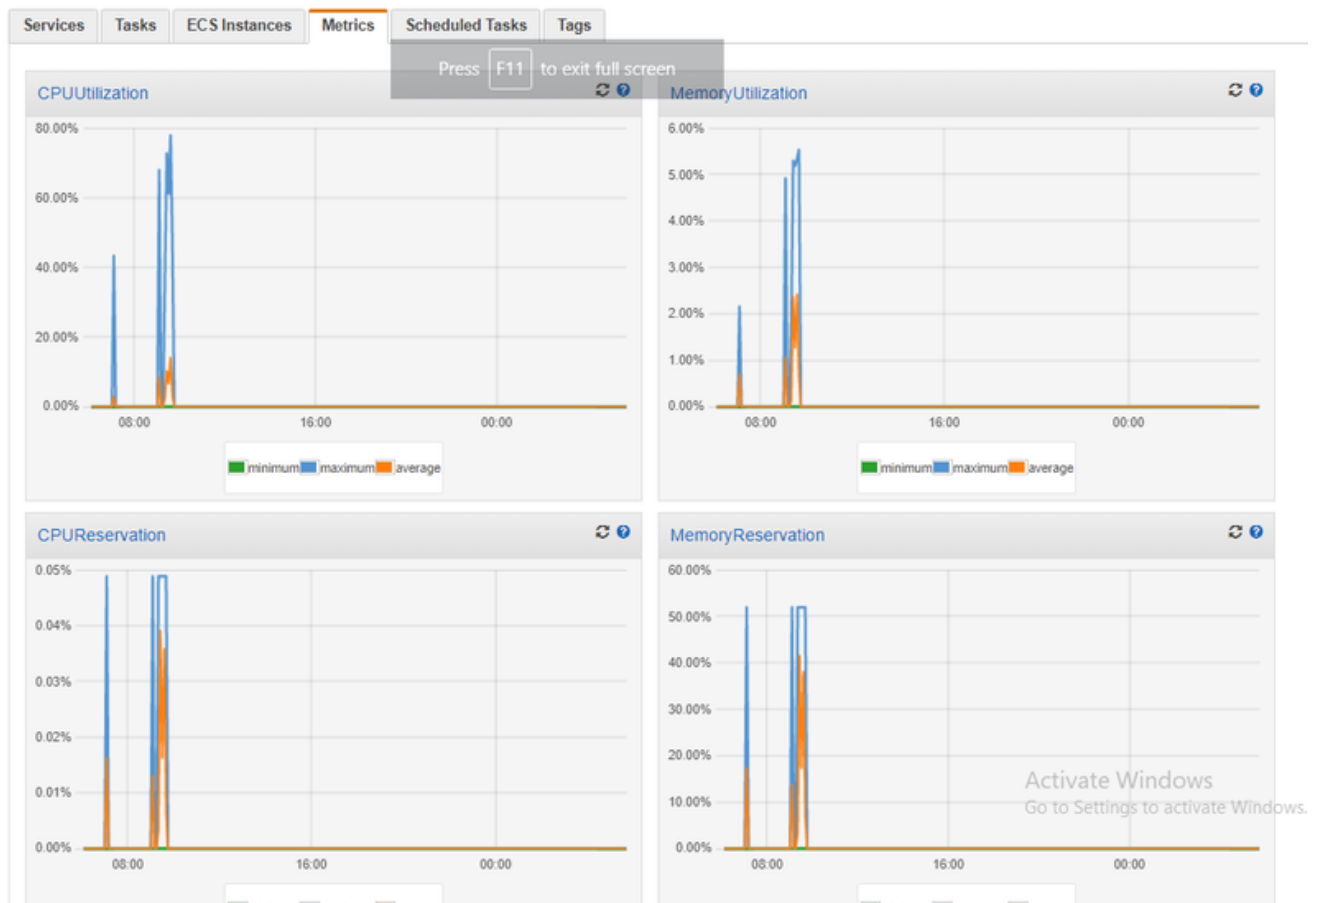 Services Tasks ECS Instances Metrics Scheduled Tasks Tags
Press F11 to exit full screen
CPUUtilization
80.00%
60.00%
40.00%
20.00%
0.00%
08:00 16:00 00:00
minimum maximum average
MemoryUtilization
6.00%
5.00%
4.00%
3.00%
2.00%
1.00%
0.00%
08:00 16:00 00:00
minimum maximum average
CPUReservation
0.05%
0.04%
0.03%
0.02%
0.01%
0.00%
08:00 16:00 00:00
MemoryReservation
60.00%
50.00%
40.00%
30.00%
20.00%
10.00%
0.00%
08:00 16:00 00:00
Activate Windows
Go to Settings to activate Windows.